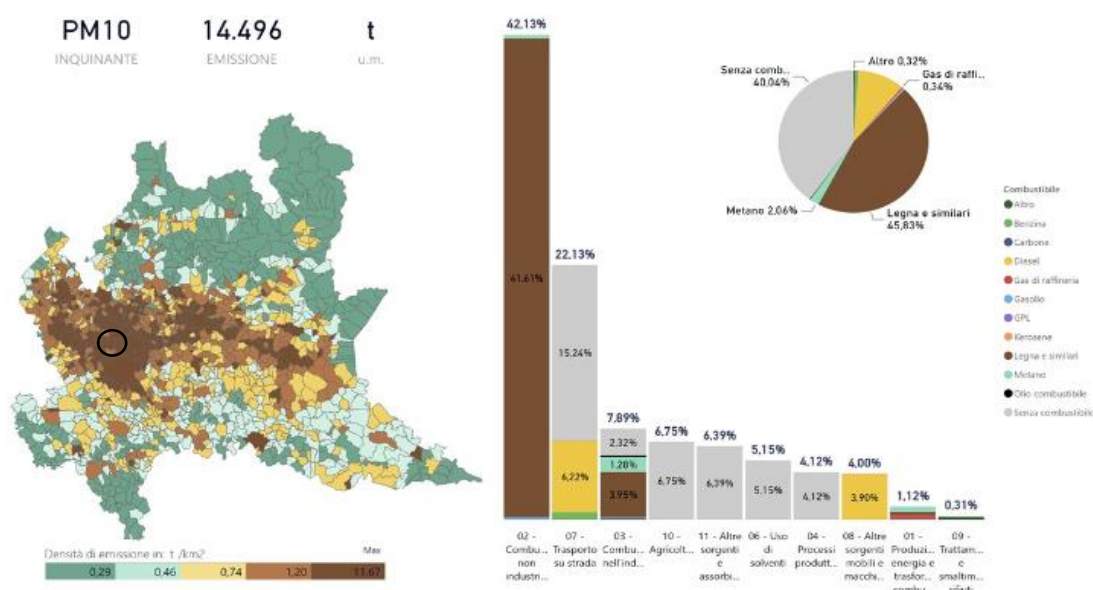 PM10 14.496 t
INQUINANTE EMISSIONE u.m.
Densità di emissione in: t /km2 Max
0,29 0,46 0,74 1,20 11,67
42,13%
41,61%
22,13%
15,24%
6,22%
7,89%
2,32%
1,28%
3,95%
6,75%
6,75%
6,39%
6,39%
5,15%
5,15%
4,12%
4,12%
4,00%
3,90%
1,12%
0,31%
02 -
Combu...
non
industri...
07 -
Trasporto
su strada
03 -
Combu...
nell'ind...
10 -
Agricolt...
11 - Altre
sorgenti
e
assorbi...
06 - Uso
di
solventi
04 -
Processi
produtt...
08 - Altre
sorgenti
mobili e
macchi...
01 -
Produzi...
energia e
trasfor...
combu...
09 -
Trattam...
e
smaltim...
rifiuti
Altro 0,32%
Gas di raffi...
0,34%
Senza comb...
40,04%
Metano 2,06%
Legna e similari
45,83%
Combustibile
Altro
Benzina
Carbone
Diesel
Gas di raffineria
Gasolio
GPL
Kerosene
Legna e similari
Metano
Olio combustibile
Senza combustibile